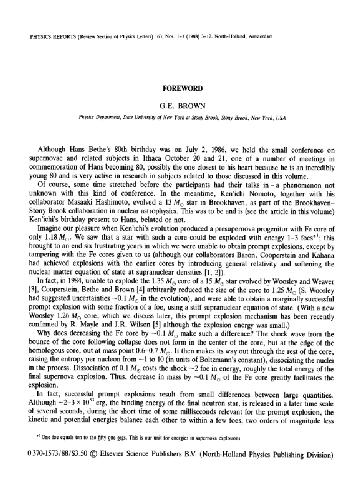 PHYSICS REPORTS (Review Section of Physics Letters) 163, Nos. 1-3 (1988) 3-12. North-Holland, Amsterdam
FOREWORD
G.E. BROWN
Physics Department, State University of New York at Stony Brook, Stony Brook, New York, USA
Although Hans Bethe's 80th birthday was on July 2, 1986, we held the small conference on
supernovae and related subjects in Ithaca October 20 and 21, one of a number of meetings in
commemoration of Hans becoming 80, possibly the one closest to his heart because he is an incredibly
young 80 and is very active in research in subjects related to those discussed in this volume.
Of course, some time stretched before the participants had their talks in – a phenomenon not
unknown with this kind of conference. In the meantime, Ken'ichi Nomoto, together with his
collaborator Masaaki Hashimoto, evolved a 13 M☉ star in Brookhaven, as part of the Brookhaven–
Stony Brook collaboration in nuclear astrophysics. This was to be and is (see the article in this volume)
Ken'ichi's birthday present to Hans, belated or not.
Imagine our pleasure when Ken'ichi's evolution produced a presupernova progenitor with Fe core of
only 1.18 M☉. We saw that a star with such a core could be exploded with energy 1–3 foes*¹: this
brought to an end six frustrating years in which we were unable to obtain prompt explosions, except by
tampering with the Fe cores given to us (although our collaborators Baron, Cooperstein and Kahana
had achieved explosions with the earlier cores by introducing general relativity and softening the
nuclear matter equation of state at supranuclear densities [1, 2]).
In fact, in 1984, unable to explode the 1.35 M☉ core of a 15 M☉ star evolved by Woosley and Weaver
[3], Cooperstein, Bethe and Brown [4] arbitrarily reduced the size of the core to 1.25 M☉ (S. Woosley
had suggested uncertainties ~0.1 M☉ in the evolution), and were able to obtain a marginally successful
prompt explosion with some fraction of a foe, using a stiff supranuclear equation of state. (With a new
Woosley 1.26 M☉ core, which we discuss later, this prompt explosion mechanism has been recently
confirmed by R. Mayle and J.R. Wilson [5] although the explosion energy was small.)
Why does decreasing the Fe core by ~0.1 M☉ make such a difference? The shock wave from the
bounce of the core following collapse does not form in the center of the core, but at the edge of the
homologous core, out at mass point 0.6–0.7 M☉. It then makes its way out through the rest of the core,
raising the entropy per nucleon from ~1 to 10 (in units of Boltzmann's constant), dissociating the nuclei
in the process. Dissociation of 0.1 M☉ costs the shock ~2 foe in energy, roughly the total energy of the
final supernova explosion. Thus, decrease in mass by ~0.1 M☉ of the Fe core greatly facilitates the
explosion.
In fact, successful prompt explosions result from small differences between large quantities.
Although ~2–3 × 10⁵³ erg, the binding energy of the final neutron star, is released in a later time scale
of several seconds, during the short time of some milliseconds relevant for the prompt explosion, the
kinetic and potential energies balance each other to within a few foes, two orders of magnitude less
*¹ One foe equals ten to the fifty one ergs. This is our unit for energies in supernova explosions
0 370-1573/88/$3.50 © Elsevier Science Publishers B.V. (North-Holland Physics Publishing Division)